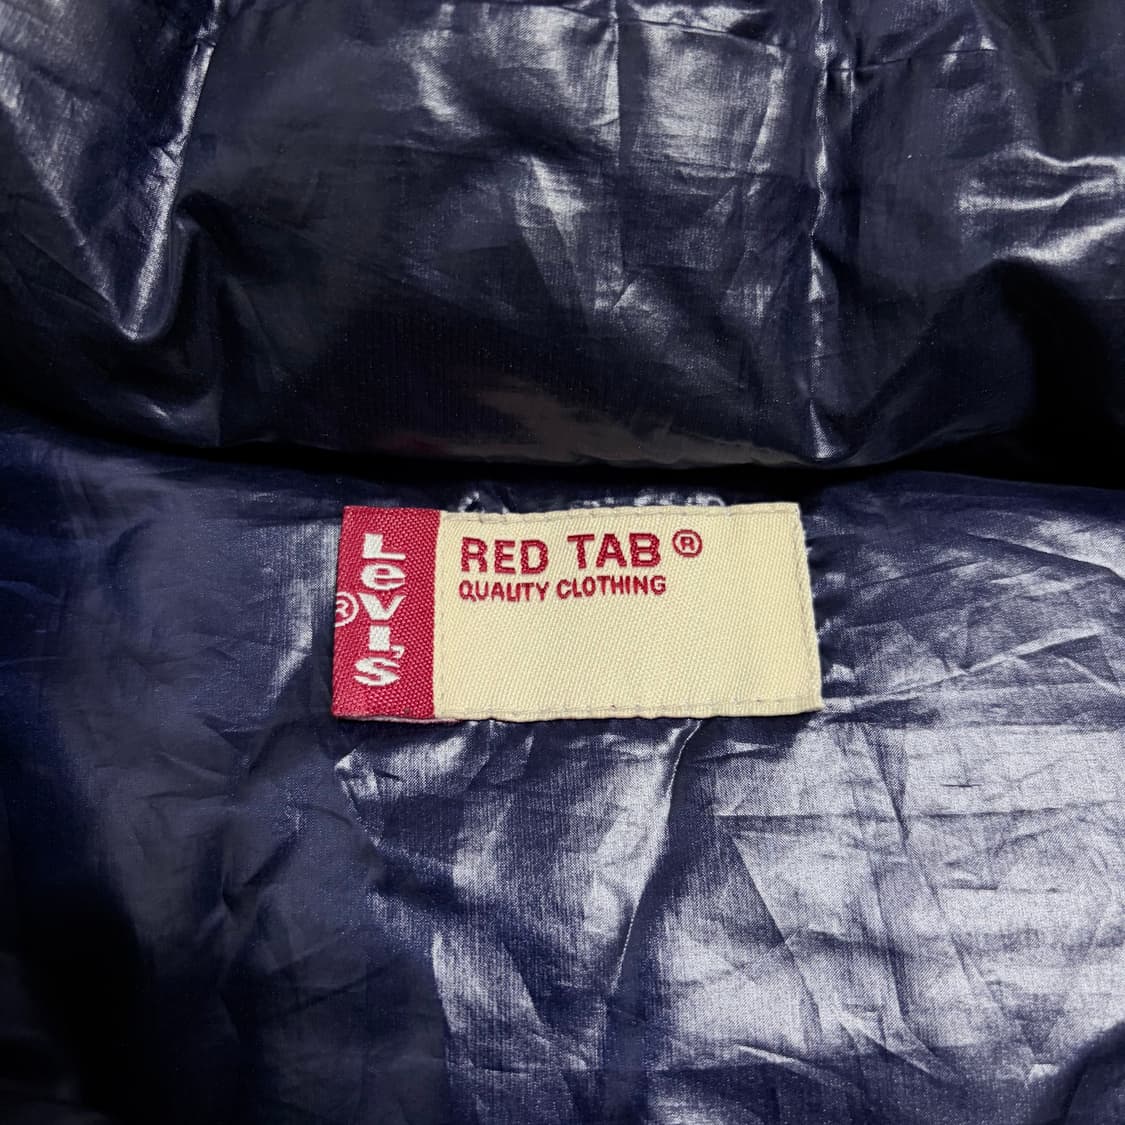 Levi's ®
RED TAB ®
QUALITY CLOTHING